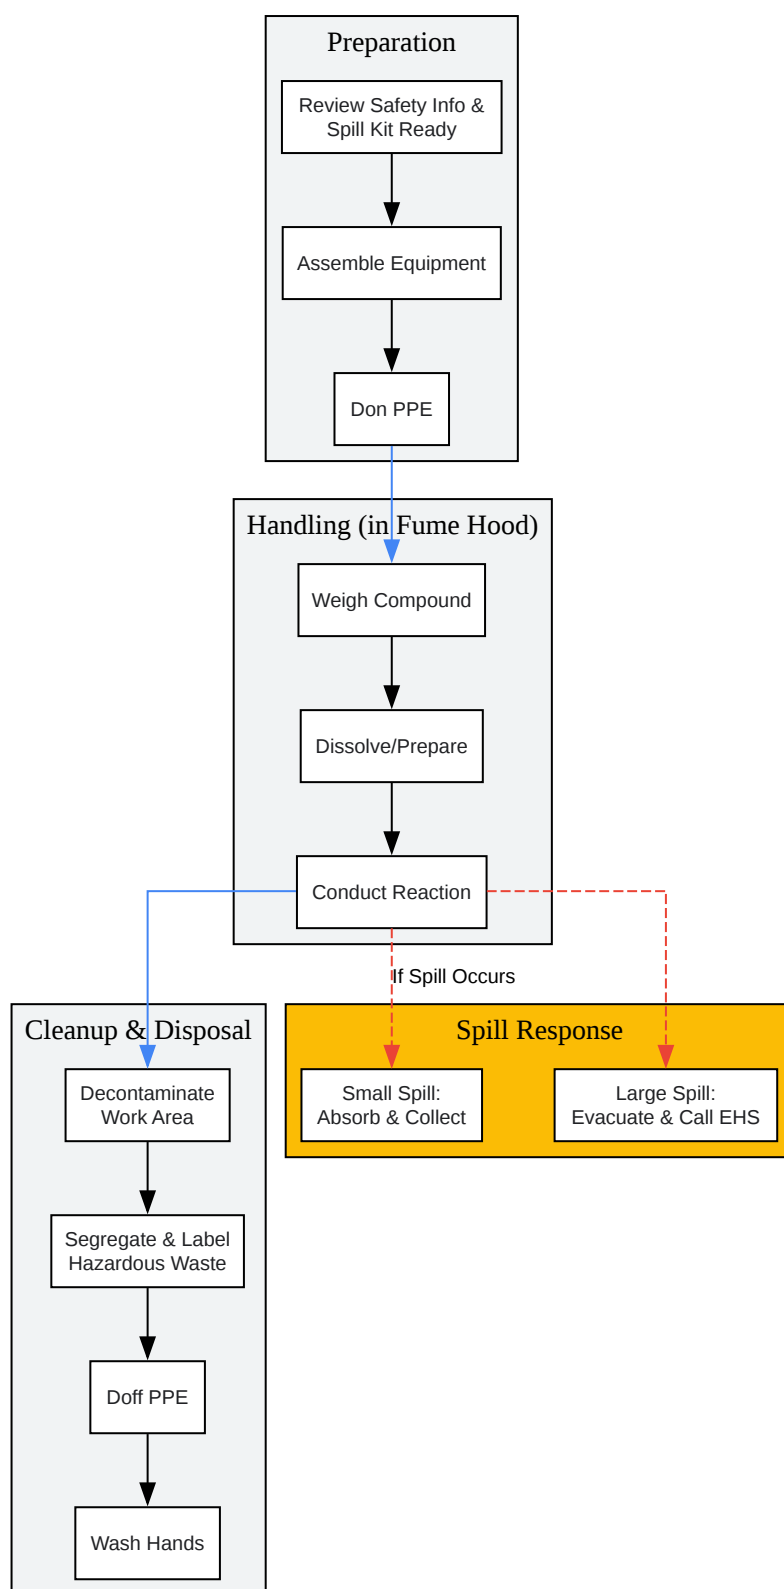 Preparation
Review Safety Info &
Spill Kit Ready
Assemble Equipment
Don PPE
Handling (in Fume Hood)
Weigh Compound
Dissolve/Prepare
Conduct Reaction
If Spill Occurs
Cleanup & Disposal
Decontaminate
Work Area
Segregate & Label
Hazardous Waste
Doff PPE
Wash Hands
Spill Response
Small Spill:
Absorb & Collect
Large Spill:
Evacuate & Call EHS